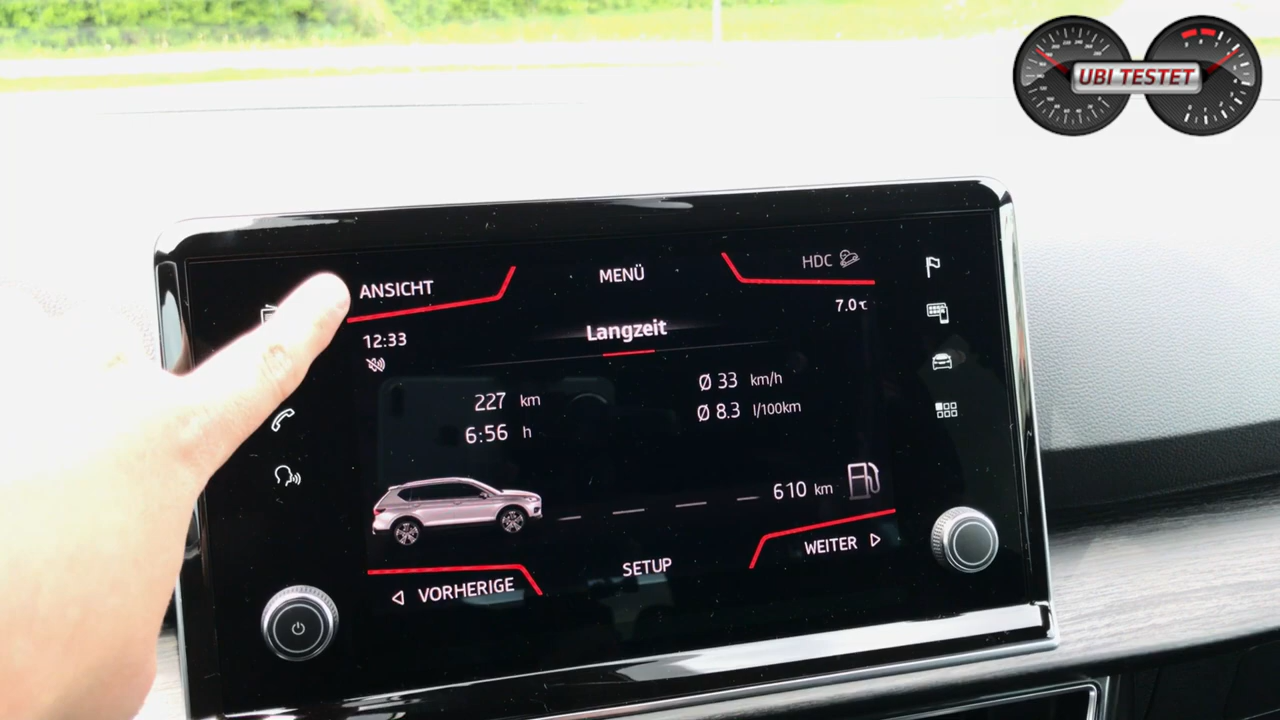 UBI TESTET
ANSICHT
MENÜ
HDC
12:33
7.0°C
Langzeit
227 km
6:56 h
Ø 33 km/h
Ø 8.3 l/100km
610 km
VORHERIGE
SETUP
WEITER